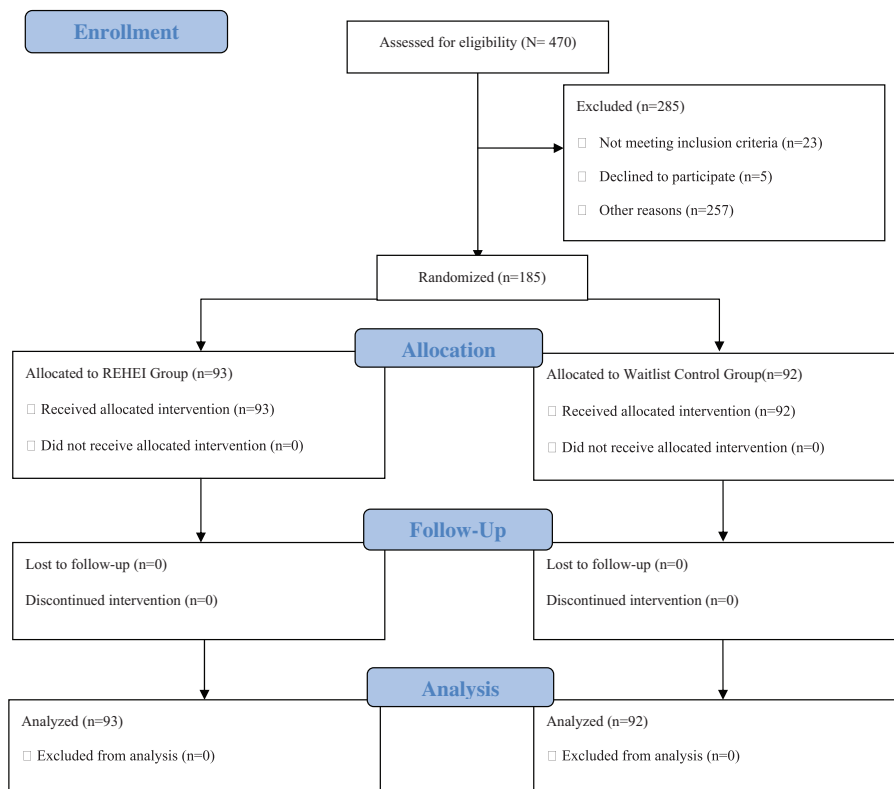 Enrollment
Assessed for eligibility (N= 470)
Excluded (n=285)
Not meeting inclusion criteria (n=23)
Declined to participate (n=5)
Other reasons (n=257)
Randomized (n=185)
Allocation
Allocated to REHEI Group (n=93)
Received allocated intervention (n=93)
Did not receive allocated intervention (n=0)
Allocated to Waitlist Control Group(n=92)
Received allocated intervention (n=92)
Did not receive allocated intervention (n=0)
Follow-Up
Lost to follow-up (n=0)
Discontinued intervention (n=0)
Lost to follow-up (n=0)
Discontinued intervention (n=0)
Analysis
Analyzed (n=93)
Excluded from analysis (n=0)
Analyzed (n=92)
Excluded from analysis (n=0)